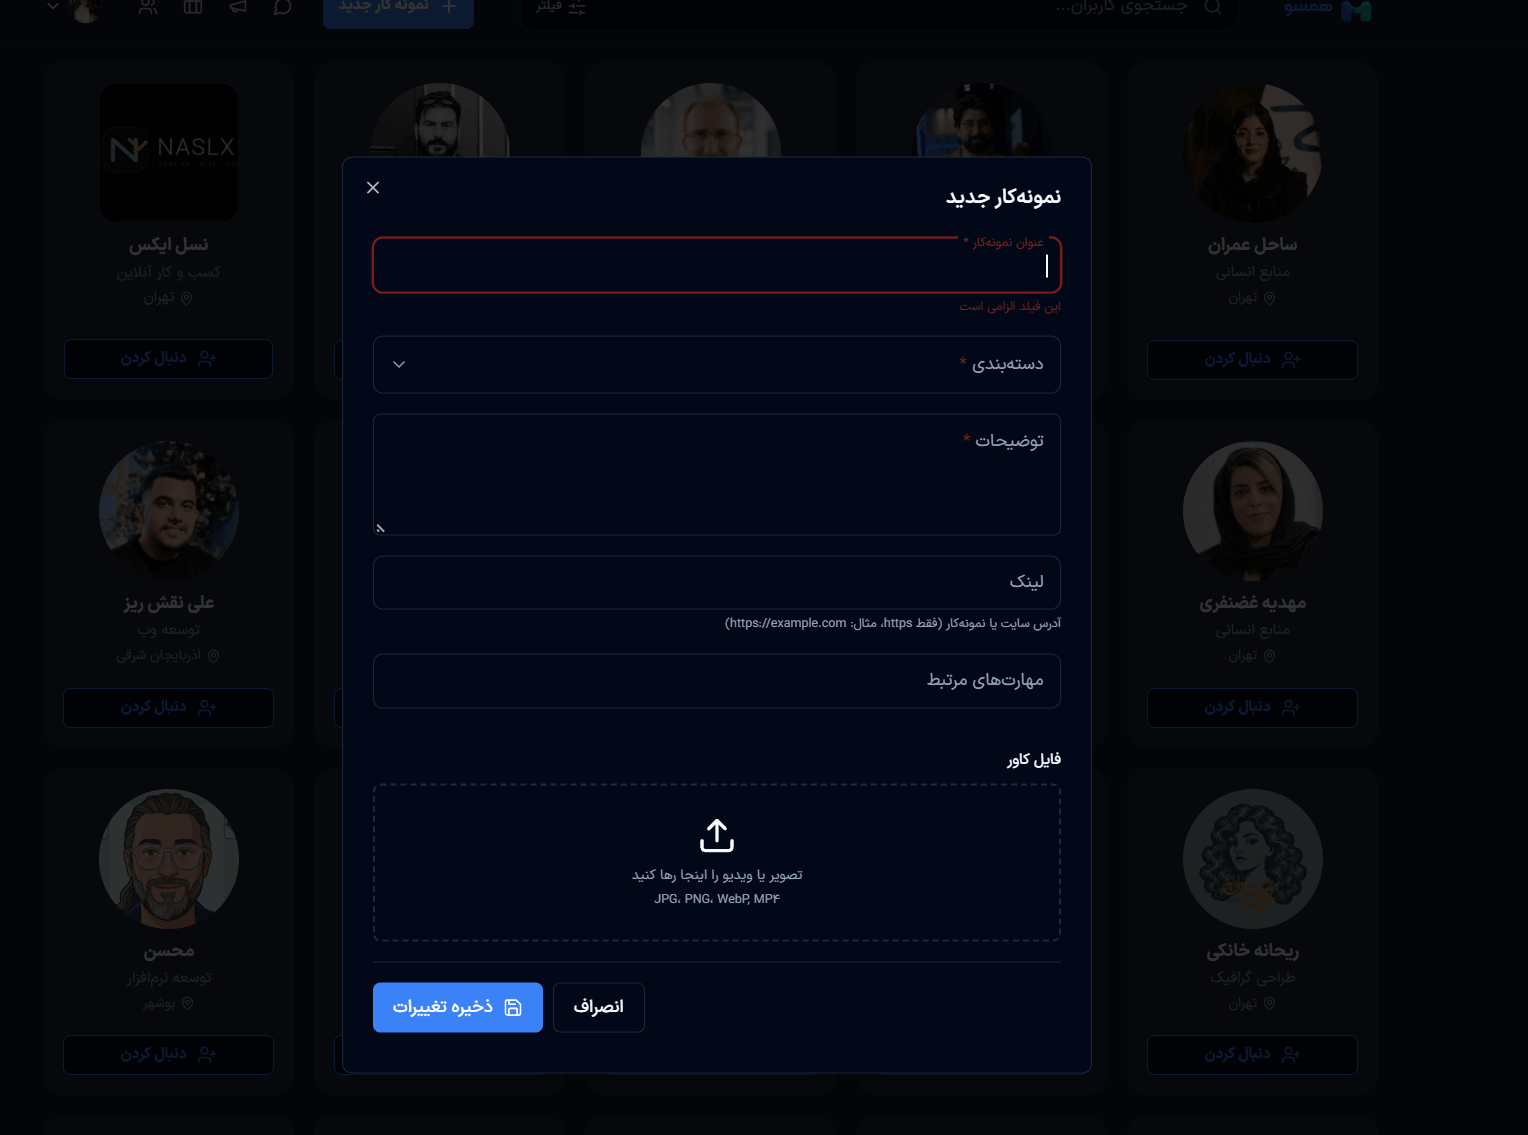 همسو
جستجوی کاربران...
فیلتر
نمونه کار جدید
ساحل عمران
منابع انسانی
تهران
دنبال کردن
NASLX
نسل ایکس
کسب و کار آنلاین
تهران
دنبال کردن
نمونه‌کار جدید
عنوان نمونه‌کار *
این فیلد الزامی است
دسته‌بندی *
توضیحات *
لینک
آدرس سایت یا نمونه‌کار (فقط https، مثال: https://example.com)
مهارت‌های مرتبط
فایل کاور
تصویر یا ویدیو را اینجا رها کنید
JPG، PNG، WebP, MP۴
انصراف
ذخیره تغییرات
مهدیه غضنفری
منابع انسانی
تهران
دنبال کردن
علی نقش ریز
توسعه وب
آذربایجان شرقی
دنبال کردن
ریحانه خانکی
طراحی گرافیک
تهران
دنبال کردن
محسن
توسعه نرم‌افزار
بوشهر
دنبال کردن